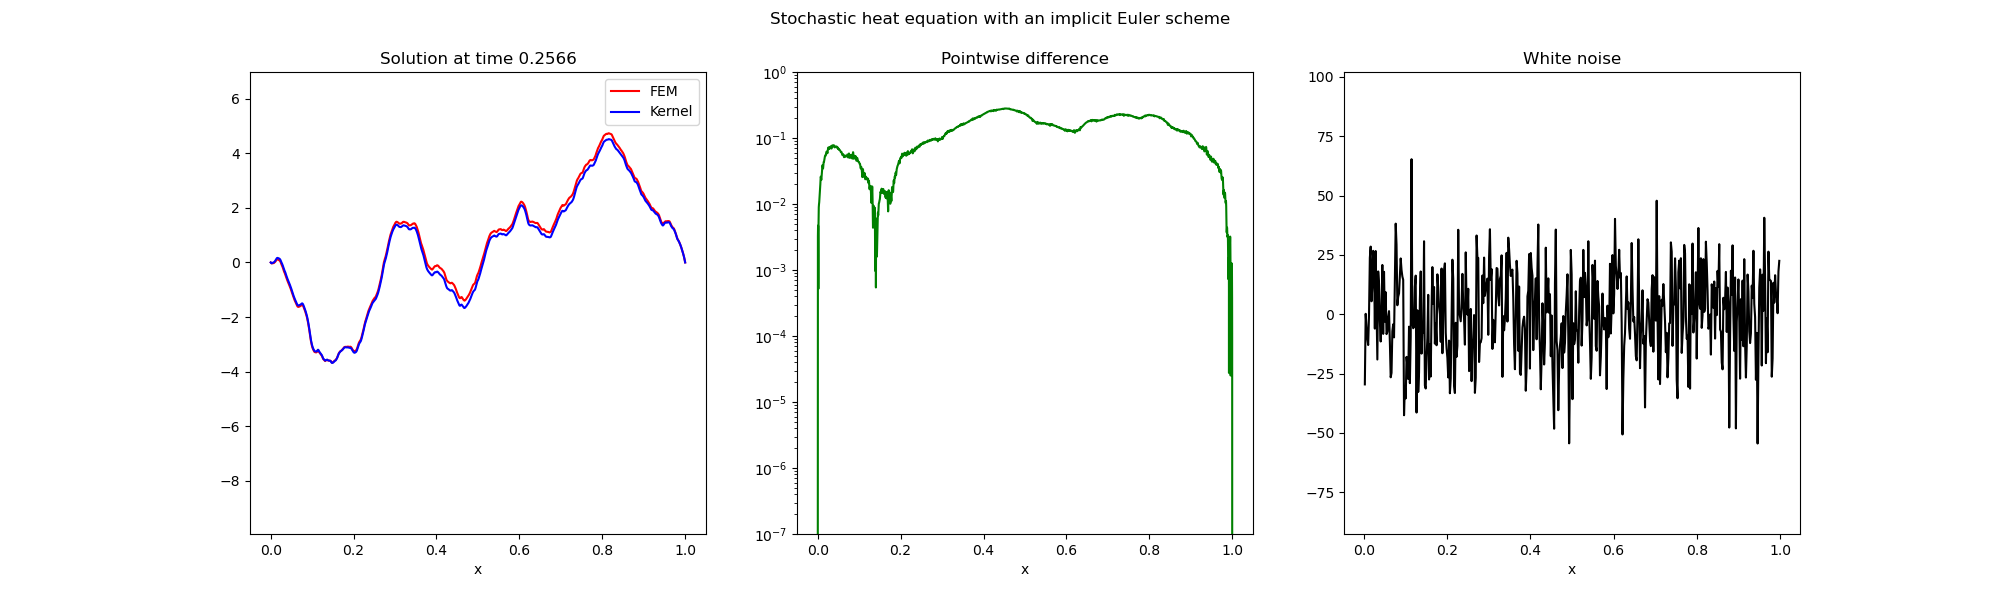 Stochastic heat equation with an implicit Euler scheme
Solution at time 0.2566
FEM
Kernel
6
4
2
0
−2
−4
−6
−8
0.0 0.2 0.4 0.6 0.8 1.0
x
Pointwise difference
10⁰
10⁻¹
10⁻²
10⁻³
10⁻⁴
10⁻⁵
10⁻⁶
10⁻⁷
0.0 0.2 0.4 0.6 0.8 1.0
x
White noise
100
75
50
25
0
−25
−50
−75
0.0 0.2 0.4 0.6 0.8 1.0
x